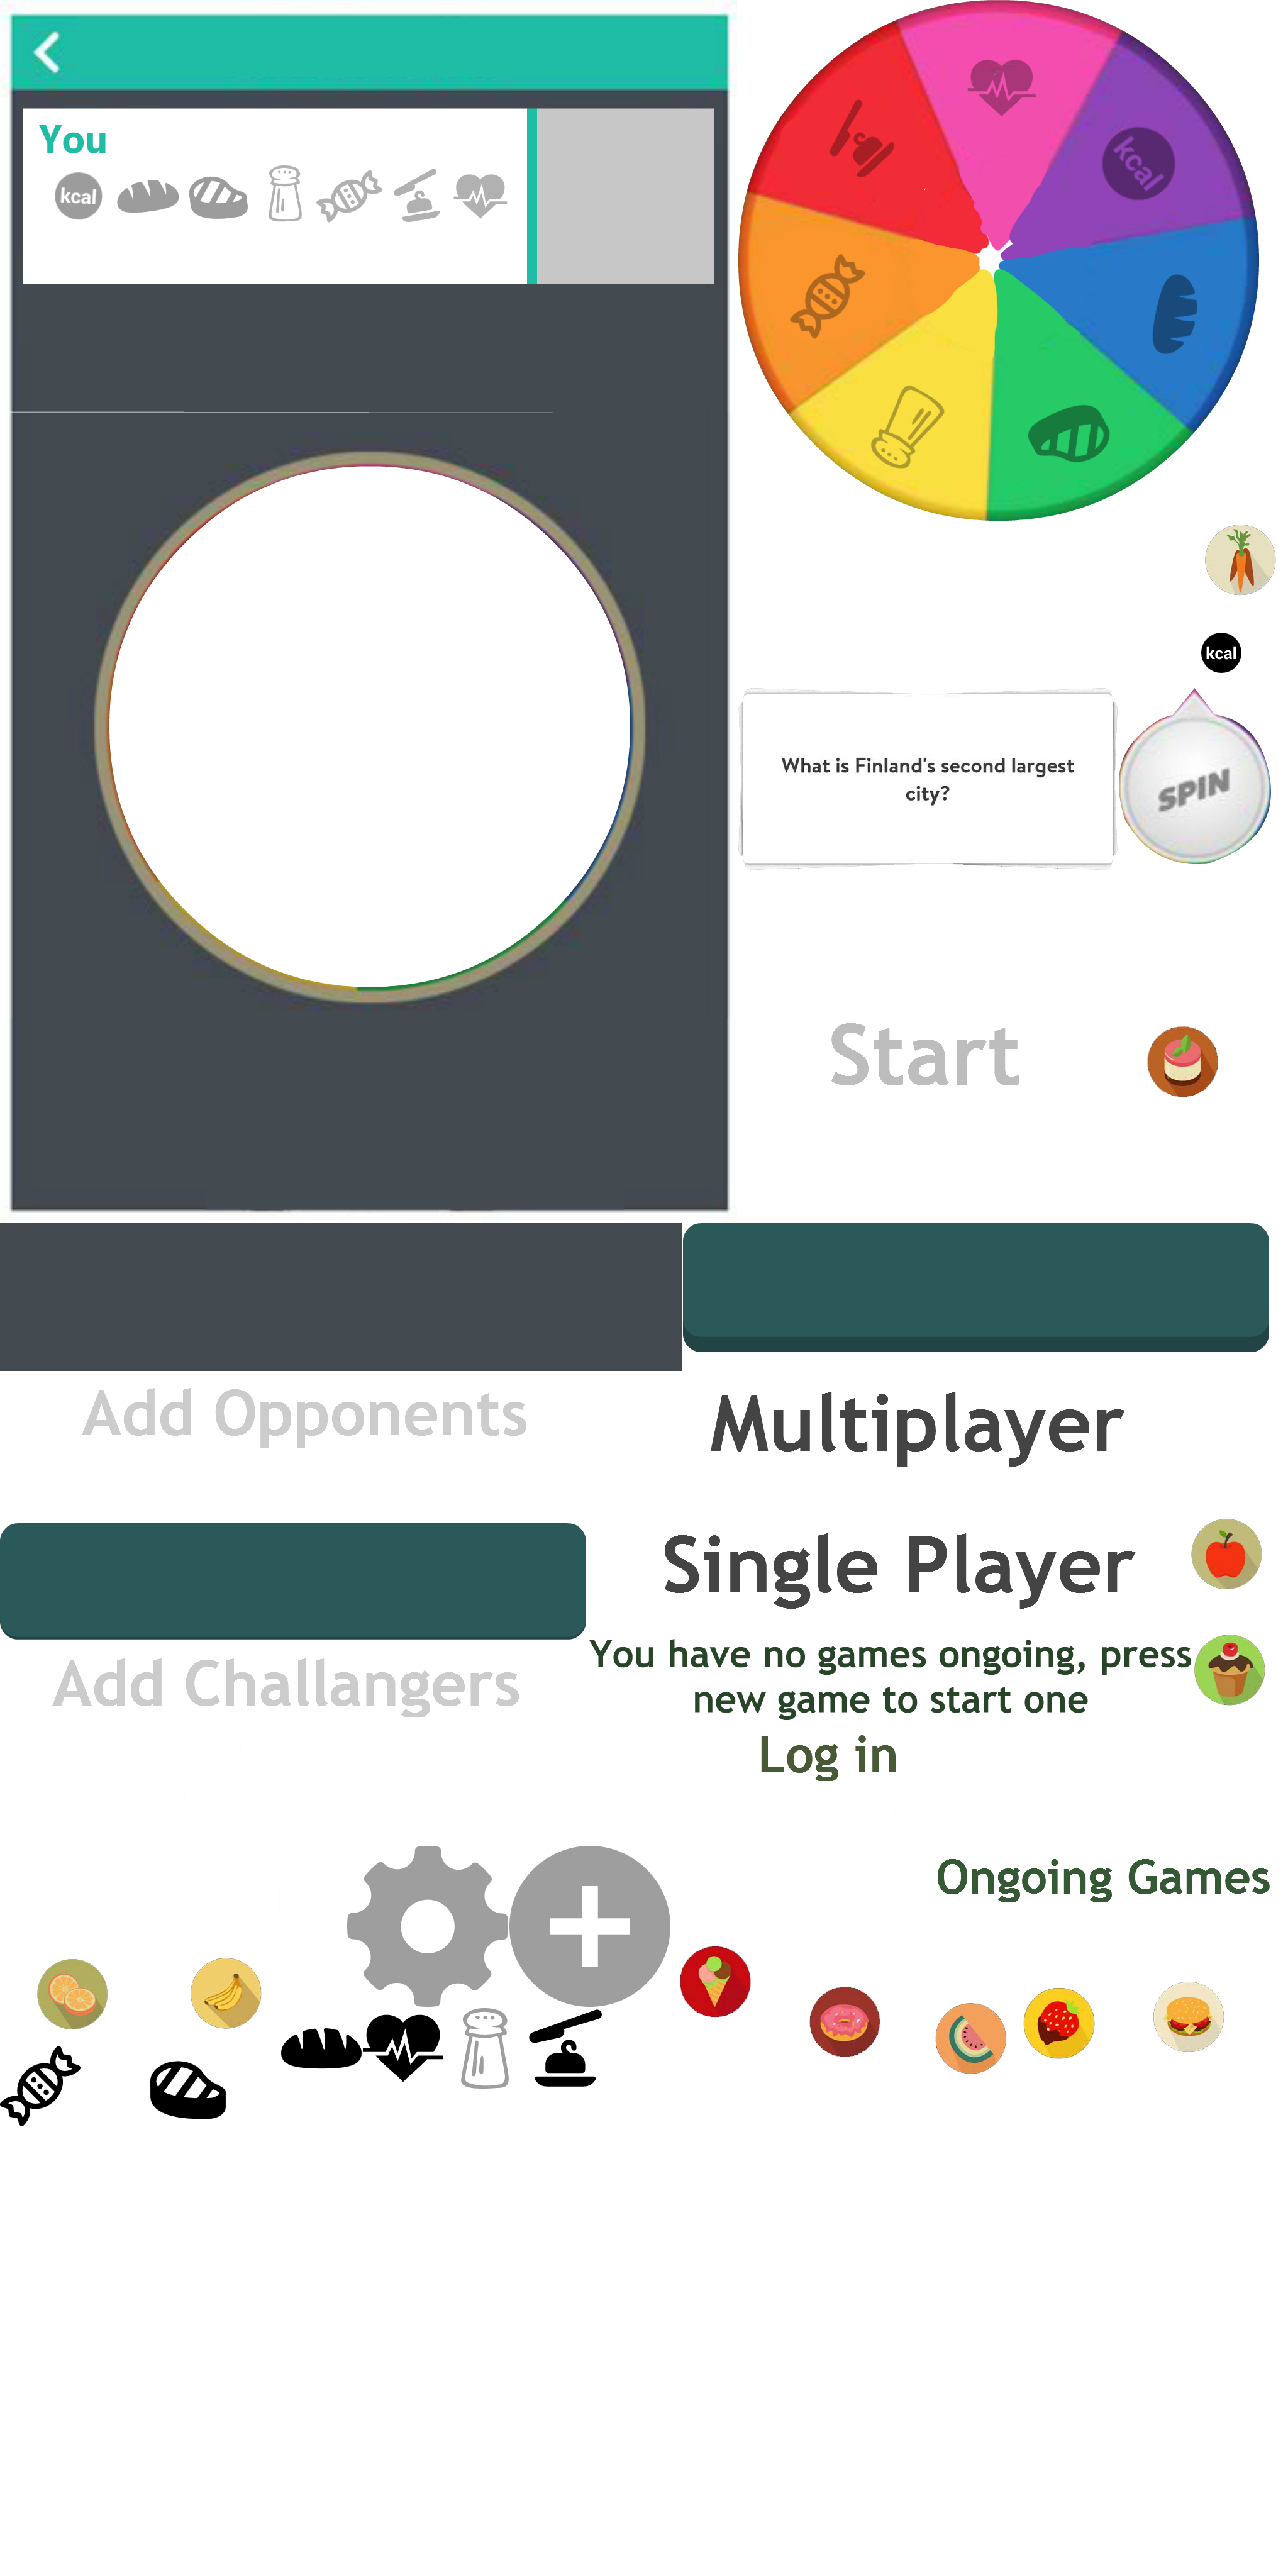 You
kcal
kcal
kcal
What is Finland's second largest
city?
SPIN
Start
Add Opponents
Multiplayer
Single Player
Add Challangers
You have no games ongoing, press
new game to start one
Log in
Ongoing Games